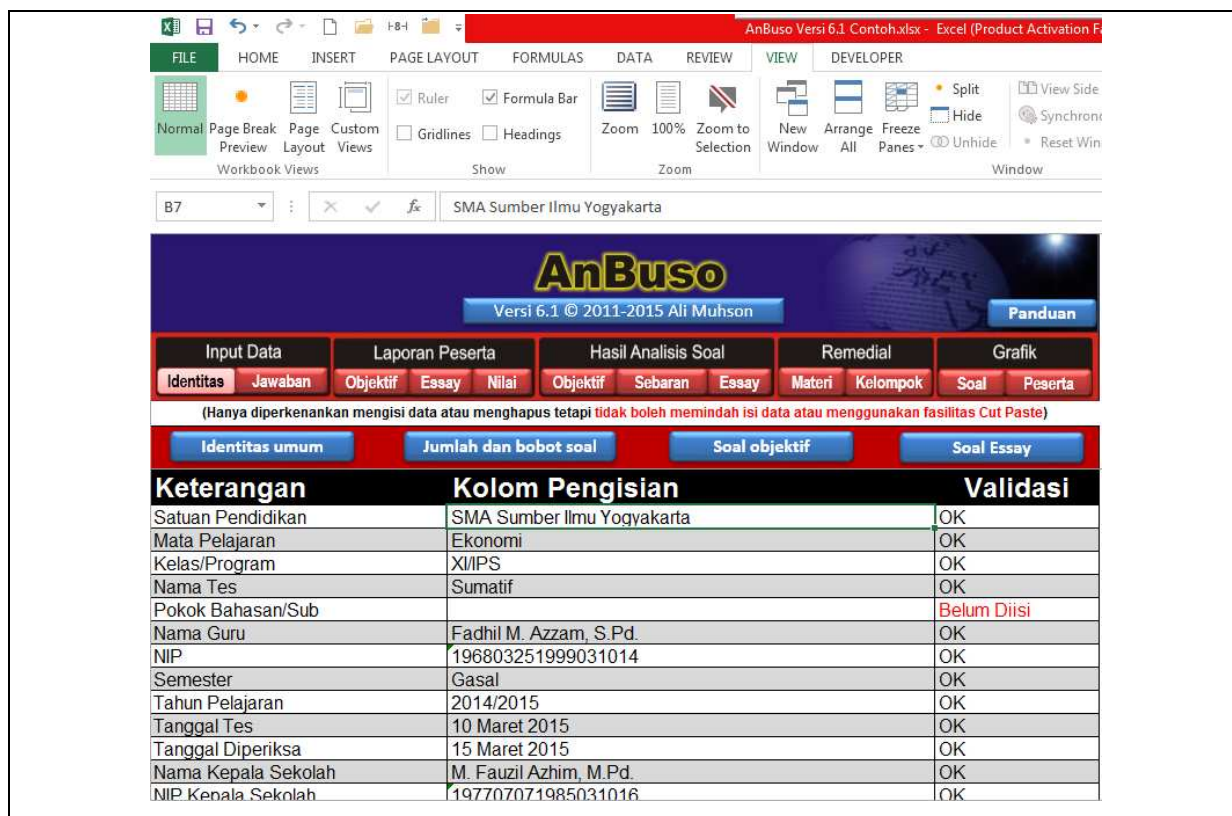 AnBuso Versi 6.1 Contoh.xlsx - Excel (Product Activation Fa
FILE HOME INSERT PAGE LAYOUT FORMULAS DATA REVIEW VIEW DEVELOPER
Normal Page Break Preview Page Layout Custom Views
Workbook Views
Ruler Formula Bar
Gridlines Headings
Show
Zoom 100% Zoom to Selection
Zoom
New Window Arrange All Freeze Panes
Split
Hide
Unhide
View Side
Synchron
Reset Win
Window
B7 fx SMA Sumber Ilmu Yogyakarta
AnBuso
Versi 6.1 © 2011-2015 Ali Muhson
Panduan
Input Data Laporan Peserta Hasil Analisis Soal Remedial Grafik
Identitas Jawaban Objektif Essay Nilai Objektif Sebaran Essay Materi Kelompok Soal Peserta
(Hanya diperkenankan mengisi data atau menghapus tetapi tidak boleh memindah isi data atau menggunakan fasilitas Cut Paste)
Identitas umum Jumlah dan bobot soal Soal objektif Soal Essay
Keterangan Kolom Pengisian Validasi
Satuan Pendidikan SMA Sumber Ilmu Yogyakarta OK
Mata Pelajaran Ekonomi OK
Kelas/Program XI/IPS OK
Nama Tes Sumatif OK
Pokok Bahasan/Sub Belum Diisi
Nama Guru Fadhil M. Azzam, S.Pd. OK
NIP 196803251999031014 OK
Semester Gasal OK
Tahun Pelajaran 2014/2015 OK
Tanggal Tes 10 Maret 2015 OK
Tanggal Diperiksa 15 Maret 2015 OK
Nama Kepala Sekolah M. Fauzil Azhim, M.Pd. OK
NIP Kepala Sekolah 197707071985031016 OK